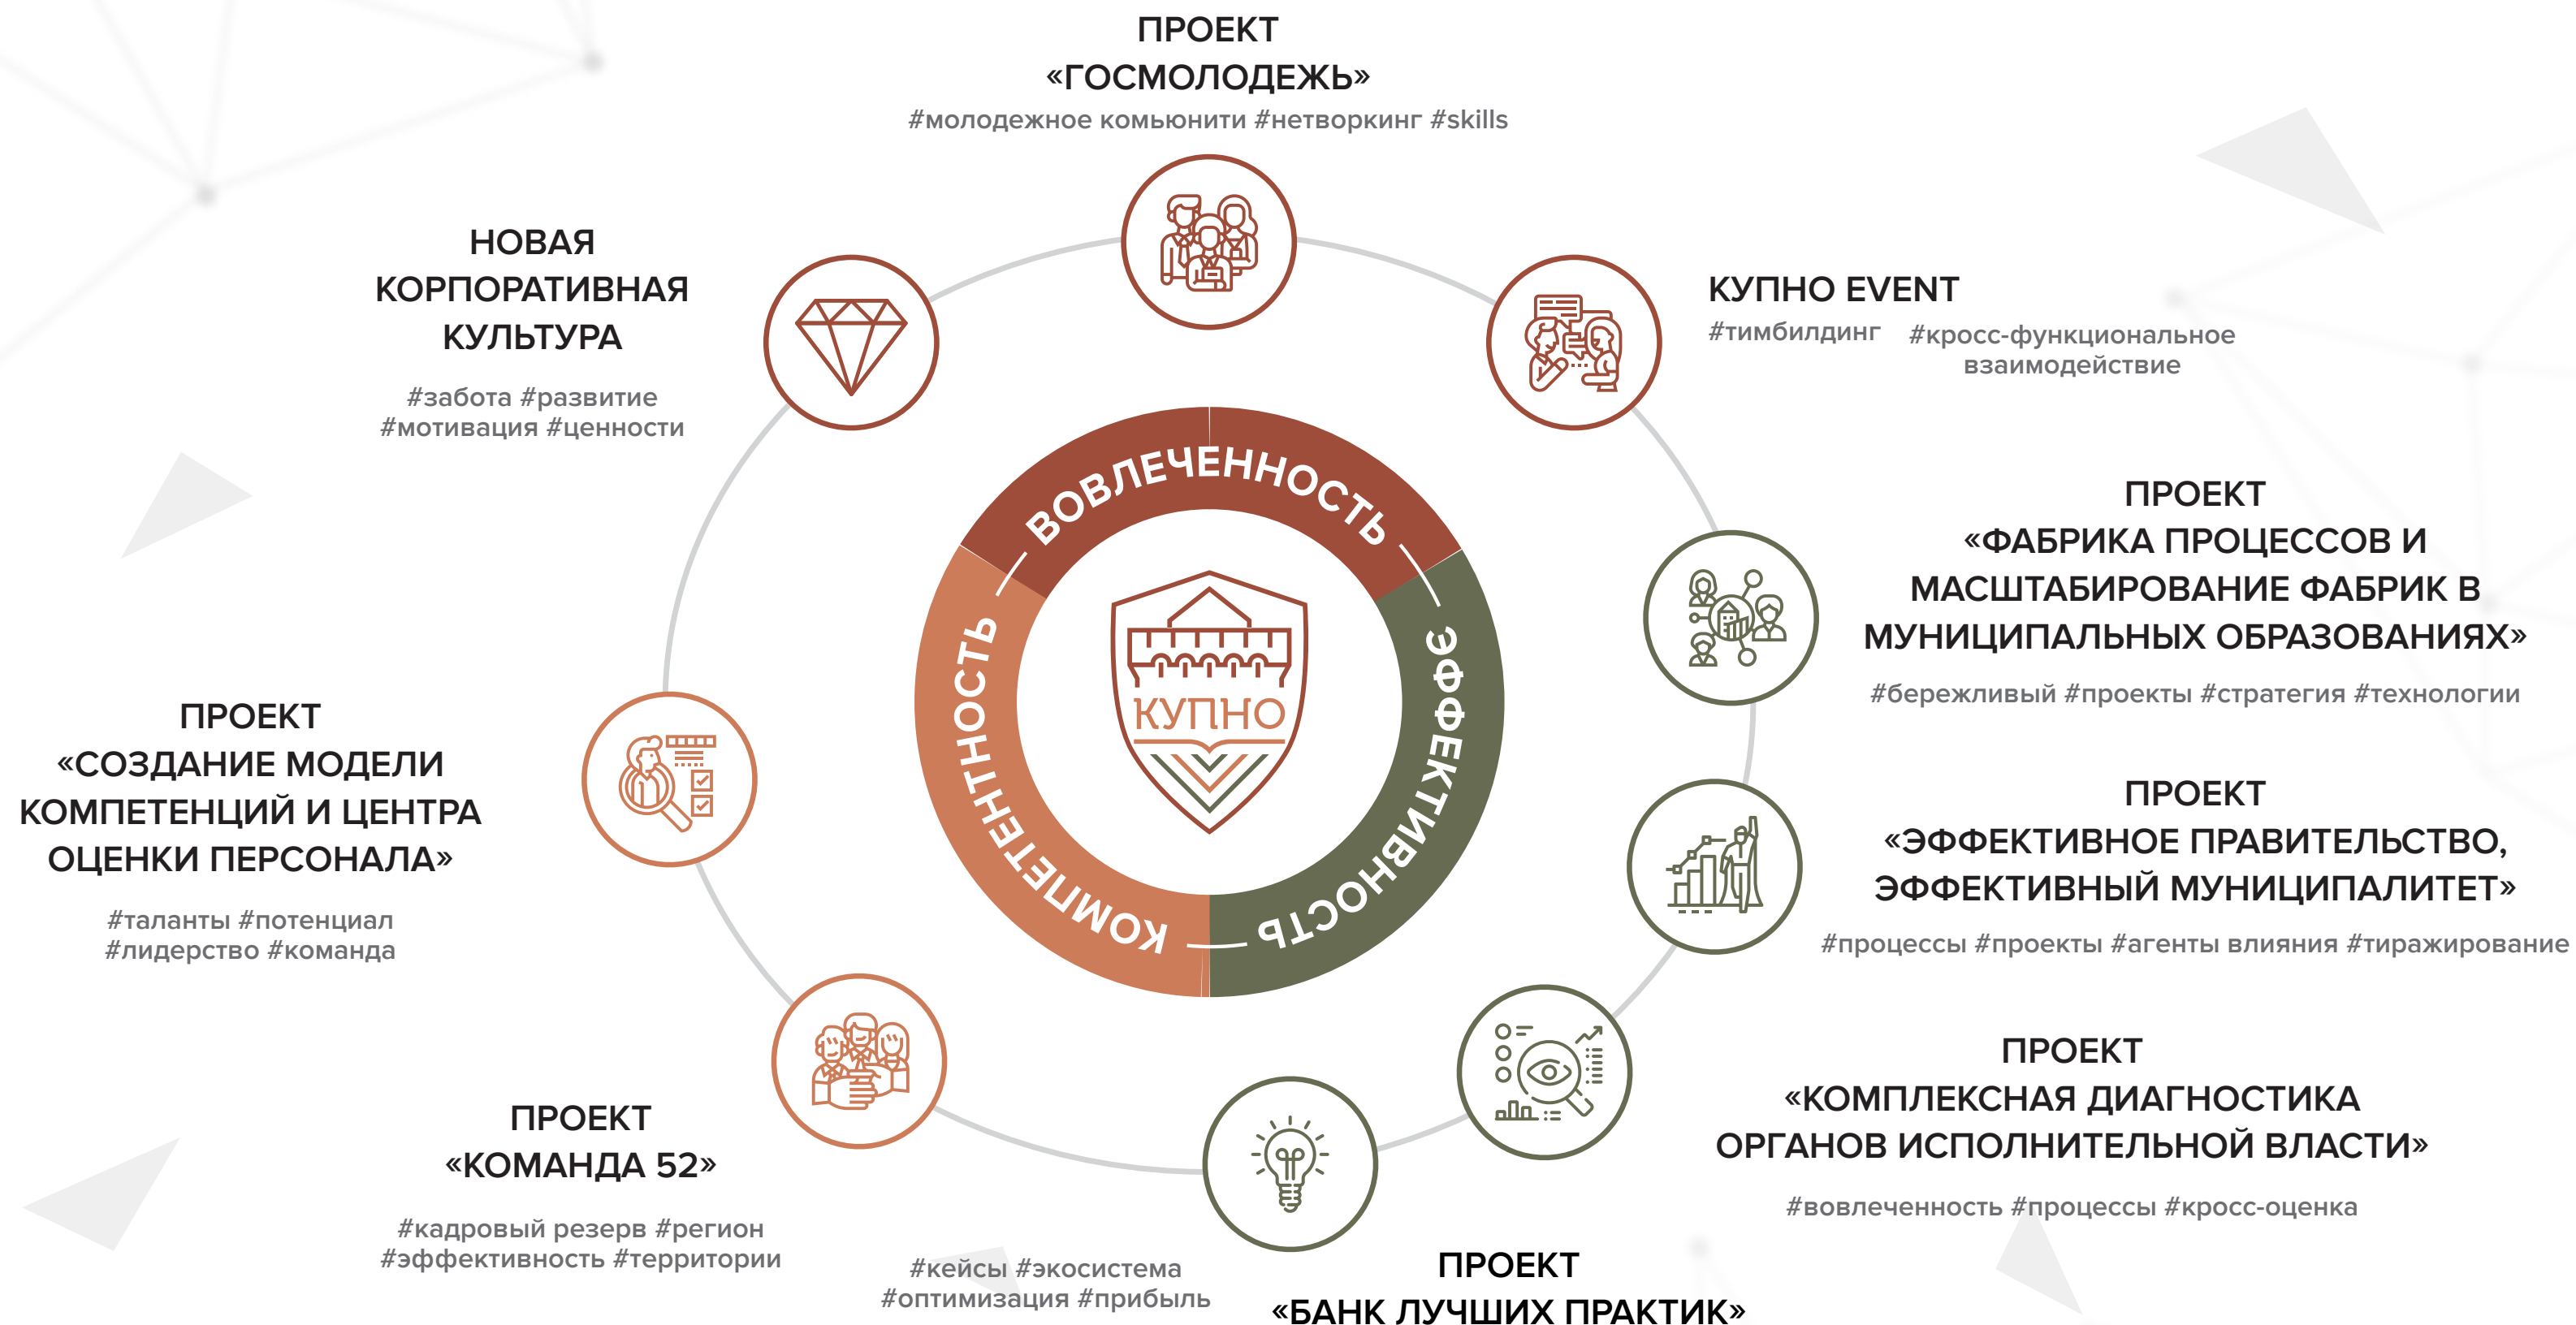 ПРОЕКТ
«ГОСМОЛОДЕЖЬ»
#молодежное комьюнити #нетворкинг #skills
НОВАЯ
КОРПОРАТИВНАЯ
КУЛЬТУРА
#забота #развитие
#мотивация #ценности
КУПНО EVENT
#тимбилдинг #кросс-функциональное
взаимодействие
ПРОЕКТ
«ФАБРИКА ПРОЦЕССОВ И
МАСШТАБИРОВАНИЕ ФАБРИК В
МУНИЦИПАЛЬНЫХ ОБРАЗОВАНИЯХ»
#бережливый #проекты #стратегия #технологии
ВОВЛЕЧЕННОСТЬ
ЭФФЕКТИВНОСТЬ
КОМПЕТЕНТНОСТЬ
КУПНО
ПРОЕКТ
«СОЗДАНИЕ МОДЕЛИ
КОМПЕТЕНЦИЙ И ЦЕНТРА
ОЦЕНКИ ПЕРСОНАЛА»
#таланты #потенциал
#лидерство #команда
ПРОЕКТ
«ЭФФЕКТИВНОЕ ПРАВИТЕЛЬСТВО,
ЭФФЕКТИВНЫЙ МУНИЦИПАЛИТЕТ»
#процессы #проекты #агенты влияния #тиражирование
ПРОЕКТ
«КОМПЛЕКСНАЯ ДИАГНОСТИКА
ОРГАНОВ ИСПОЛНИТЕЛЬНОЙ ВЛАСТИ»
#вовлеченность #процессы #кросс-оценка
ПРОЕКТ
«КОМАНДА 52»
#кадровый резерв #регион
#эффективность #территории
#кейсы #экосистема
#оптимизация #прибыль
ПРОЕКТ
«БАНК ЛУЧШИХ ПРАКТИК»